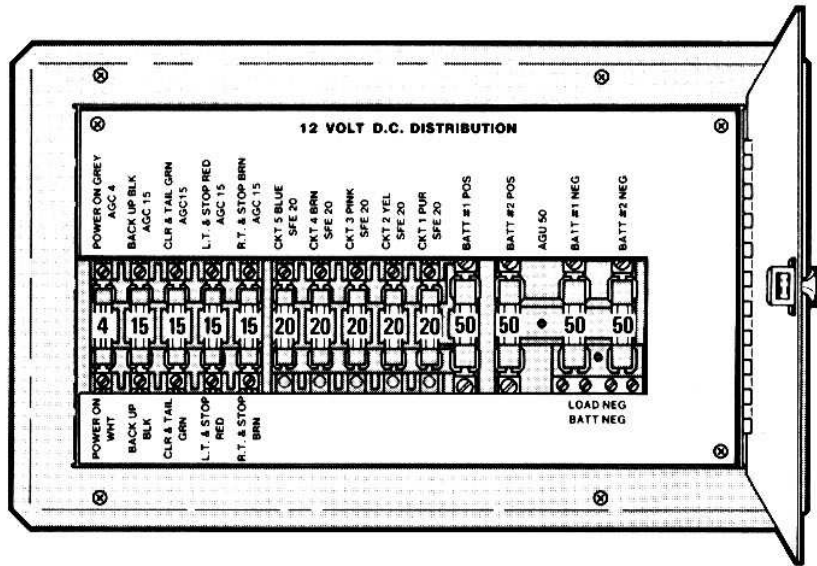 12 VOLT D.C. DISTRIBUTION
POWER ON GREY
AGC 4
BACK UP BLK
AGC 15
CLR & TAIL GRN
AGC15
L.T. & STOP RED
AGC 15
R.T. & STOP BRN
AGC 15
CKT 5 BLUE
SFE 20
CKT 4 BRN
SFE 20
CKT 3 PINK
SFE 20
CKT 2 YEL
SFE 20
CKT 1 PUR
SFE 20
BATT #1 POS
BATT #2 POS
AGU 50
BATT #1 NEG
BATT #2 NEG
4 15 15 15 15 20 20 20 20 20 50 50 50 50
POWER ON
WHT
BACK UP
BLK
CLR & TAIL
GRN
L.T. & STOP
RED
R.T. & STOP
BRN
LOAD NEG
BATT NEG